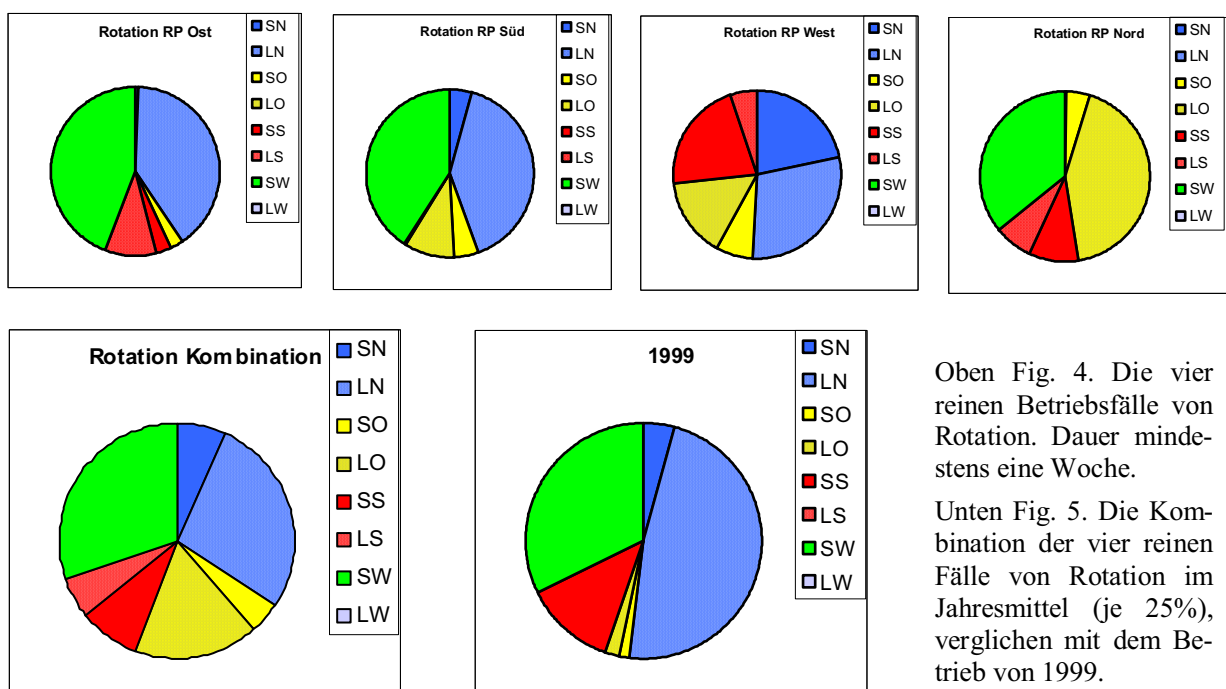 Rotation RP Ost
SN
LN
SO
LO
SS
LS
SW
LW
Rotation RP Süd
SN
LN
SO
LO
SS
LS
SW
LW
Rotation RP West
SN
LN
SO
LO
SS
LS
SW
LW
Rotation RP Nord
SN
LN
SO
LO
SS
LS
SW
LW
Rotation Kombination
SN
LN
SO
LO
SS
LS
SW
LW
1999
SN
LN
SO
LO
SS
LS
SW
LW
Oben Fig. 4. Die vier
reinen Betriebsfälle von
Rotation. Dauer minde-
stens eine Woche.
Unten Fig. 5. Die Kom-
bination der vier reinen
Fälle von Rotation im
Jahresmittel (je 25%),
verglichen mit dem Be-
trieb von 1999.